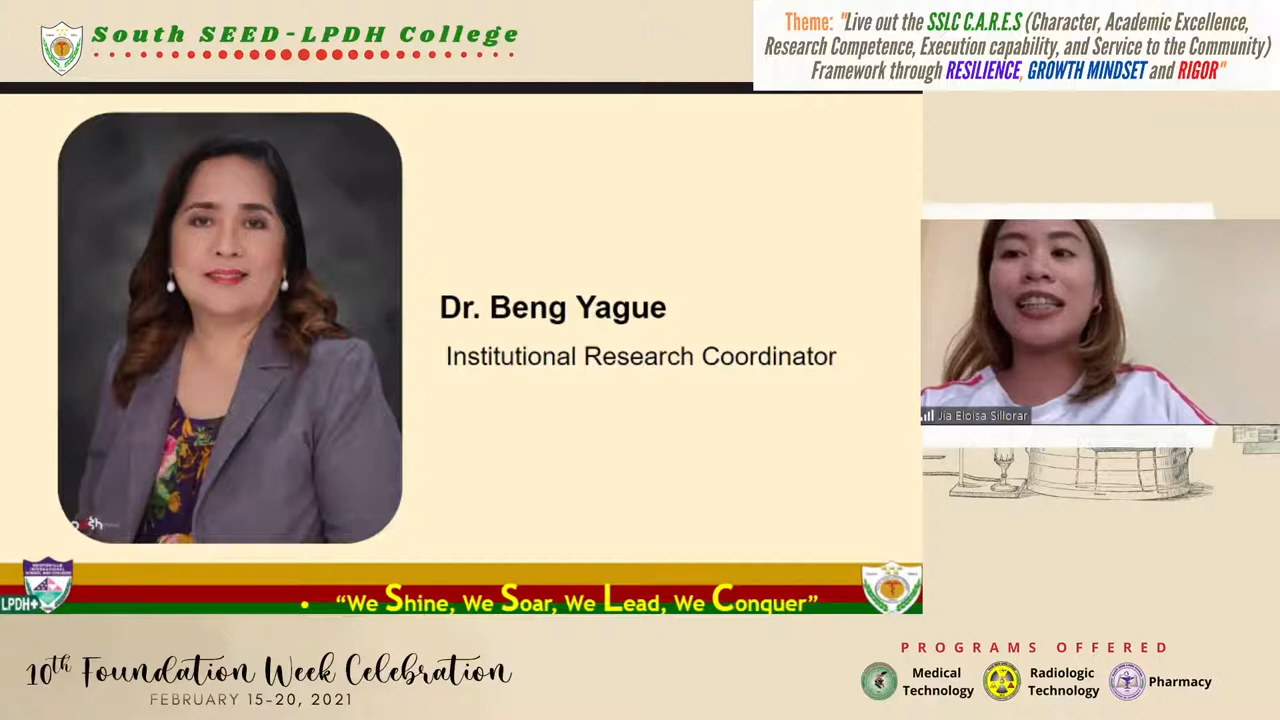 South SEED-LPDH College
Theme: "Live out the SSLC C.A.R.E.S (Character, Academic Excellence,
Research Competence, Execution capability, and Service to the Community)
Framework through RESILIENCE, GROWTH MINDSET and RIGOR"
Dr. Beng Yague
Institutional Research Coordinator
Jia Eloisa Sillorar
LPDH+
• “We Shine, We Soar, We Lead, We Conquer”
10th Foundation Week Celebration
FEBRUARY 15-20, 2021
PROGRAMS OFFERED
Medical
Technology
Radiologic
Technology
Pharmacy